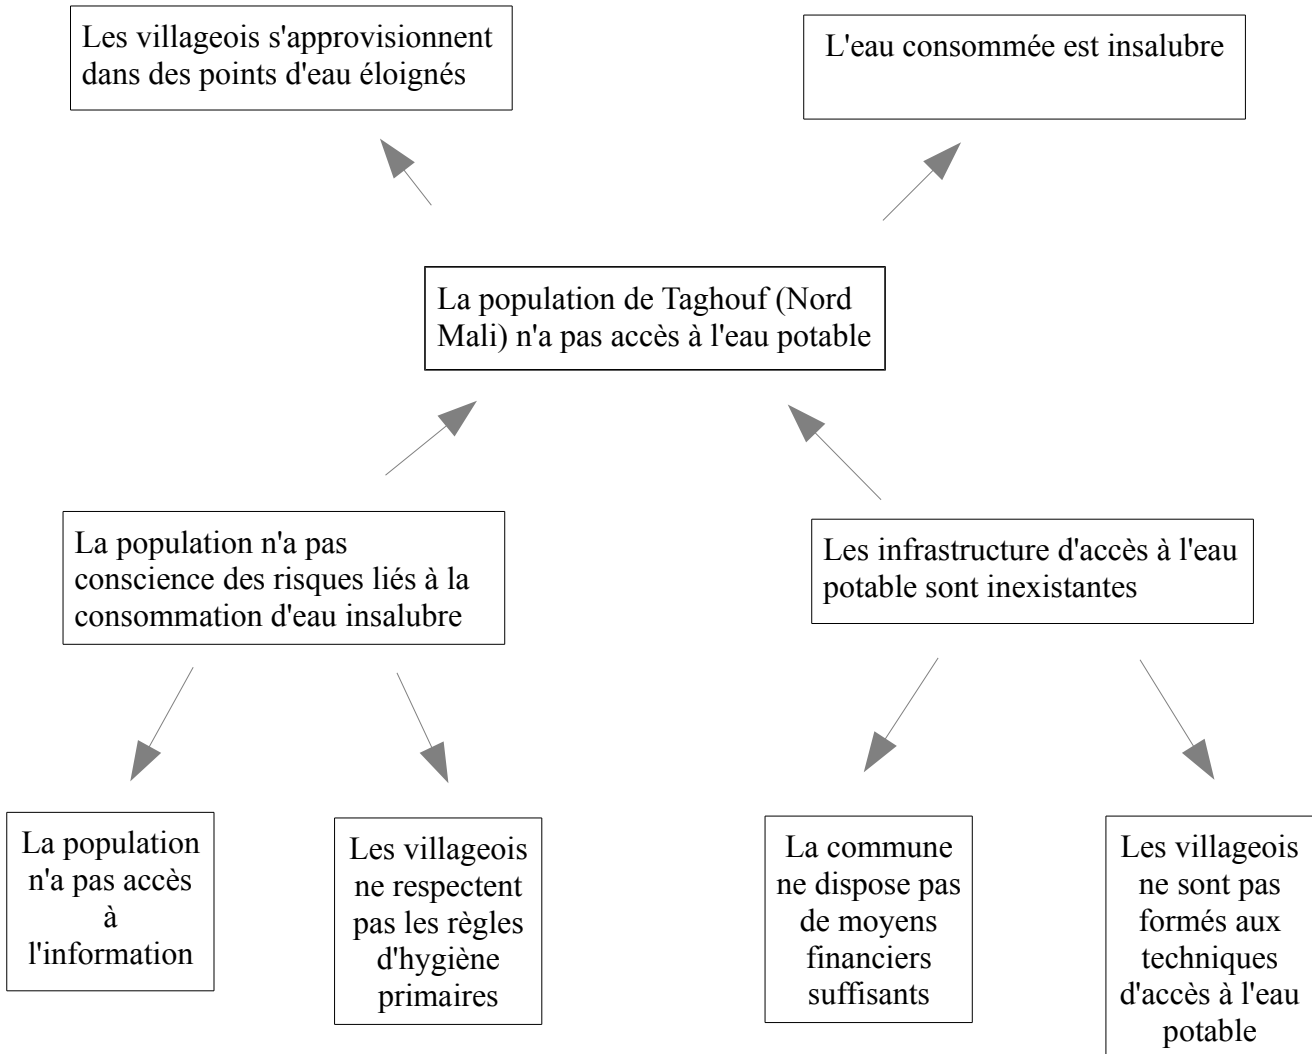 Les villageois s'approvisionnent
dans des points d'eau éloignés
L'eau consommée est insalubre
La population de Taghouf (Nord
Mali) n'a pas accès à l'eau potable
La population n'a pas
conscience des risques liés à la
consommation d'eau insalubre
Les infrastructure d'accès à l'eau
potable sont inexistantes
La population
n'a pas accès
à
l'information
Les villageois
ne respectent
pas les règles
d'hygiène
primaires
La commune
ne dispose pas
de moyens
financiers
suffisants
Les villageois
ne sont pas
formés aux
techniques
d'accès à l'eau
potable